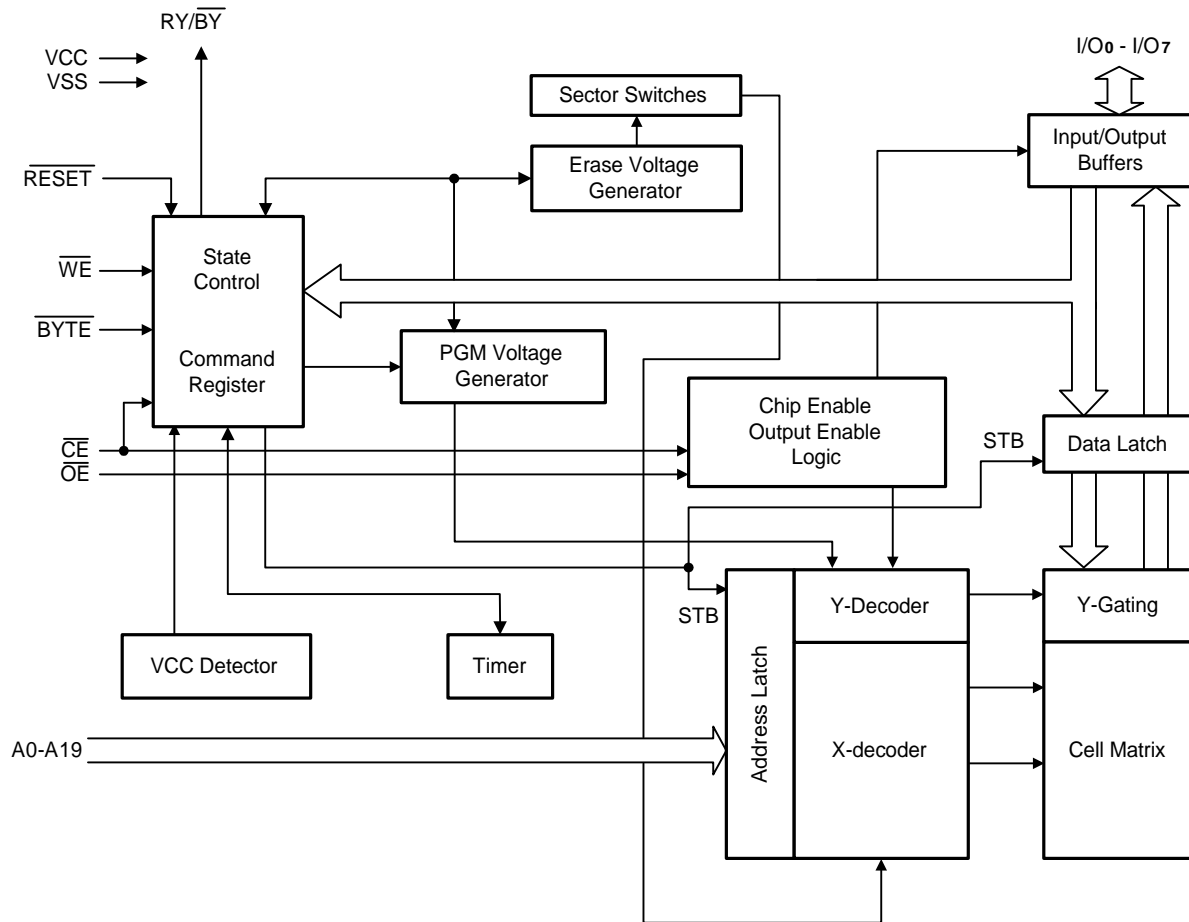 RY/BY
VCC
VSS
I/O0 - I/O7
Sector Switches
Input/Output
Buffers
Erase Voltage
Generator
RESET
State
Control
WE
BYTE
PGM Voltage
Generator
Command
Register
Chip Enable
Output Enable
Logic
CE
OE
STB
Data Latch
STB
Y-Decoder
Y-Gating
VCC Detector
Timer
Address Latch
A0-A19
X-decoder
Cell Matrix